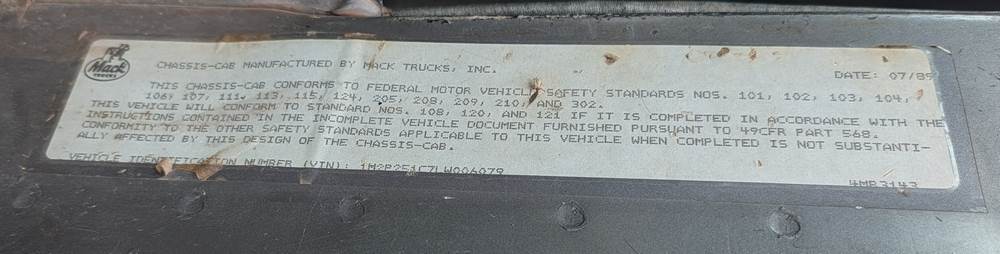 Mack
TRUCKS
CHASSIS-CAB MANUFACTURED BY MACK TRUCKS, INC.
DATE: 07/89
THIS CHASSIS-CAB CONFORMS TO FEDERAL MOTOR VEHICLE SAFETY STANDARDS NOS. 101, 102, 103, 104,
106, 107, 111, 113, 115, 124, 205, 208, 209, 210, AND 302.
THIS VEHICLE WILL CONFORM TO STANDARD NOS. 108, 120, AND 121 IF IT IS COMPLETED IN ACCORDANCE WITH THE
INSTRUCTIONS CONTAINED IN THE INCOMPLETE VEHICLE DOCUMENT FURNISHED PURSUANT TO 49CFR PART 568.
CONFORMITY TO THE OTHER SAFETY STANDARDS APPLICABLE TO THIS VEHICLE WHEN COMPLETED IS NOT SUBSTANTI-
ALLY AFFECTED BY THIS DESIGN OF THE CHASSIS-CAB.
VEHICLE IDENTIFICATION NUMBER (VIN):